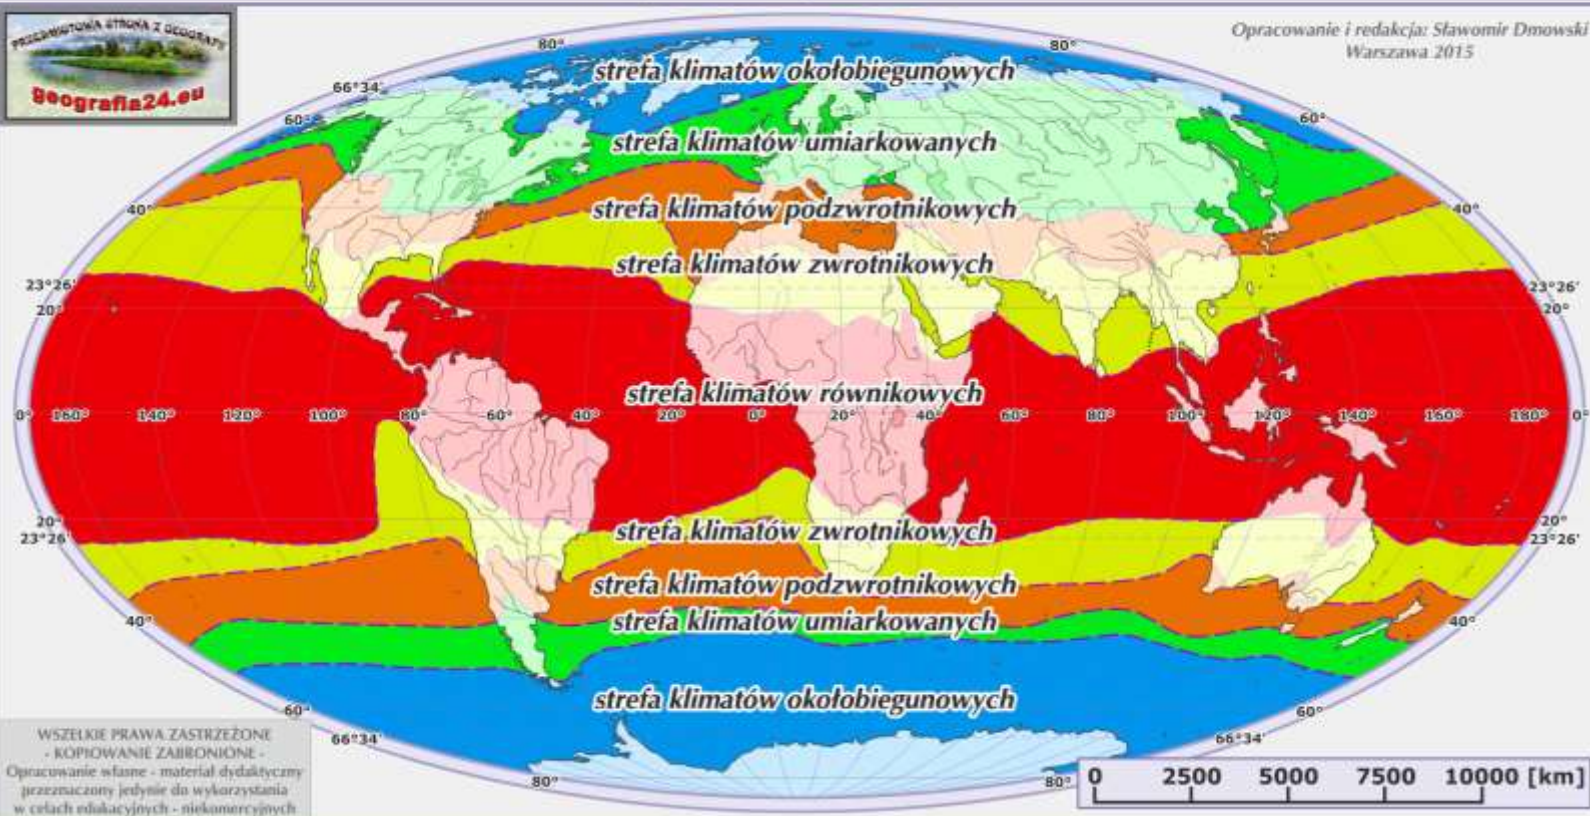 PRZEDMIOTOWA STRONA Z GEOGRAFII
geografia24.eu
Opracowanie i redakcja: Sławomir Dmowski
Warszawa 2015
80° 80°
strefa klimatów okołobiegunowych
66°34'
60° 60°
strefa klimatów umiarkowanych
40° strefa klimatów podzwrotnikowych 40°
strefa klimatów zwrotnikowych
23°26' 23°26'
20° 20°
strefa klimatów równikowych
0° 160° 140° 120° 100° 80° 60° 40° 20° 0° 20° 40° 60° 80° 100° 120° 140° 160° 180° 0°
20° 20°
strefa klimatów zwrotnikowych
23°26' 23°26'
strefa klimatów podzwrotnikowych
40° strefa klimatów umiarkowanych 40°
strefa klimatów okołobiegunowych
60° 60°
66°34' 66°34'
80° 80°
WSZELKIE PRAWA ZASTRZEŻONE
- KOPIOWANIE ZABRONIONE -
Opracowanie własne - materiał dydaktyczny
przeznaczony jedynie do wykorzystania
w celach edukacyjnych - niekomercyjnych
0 2500 5000 7500 10000 [km]